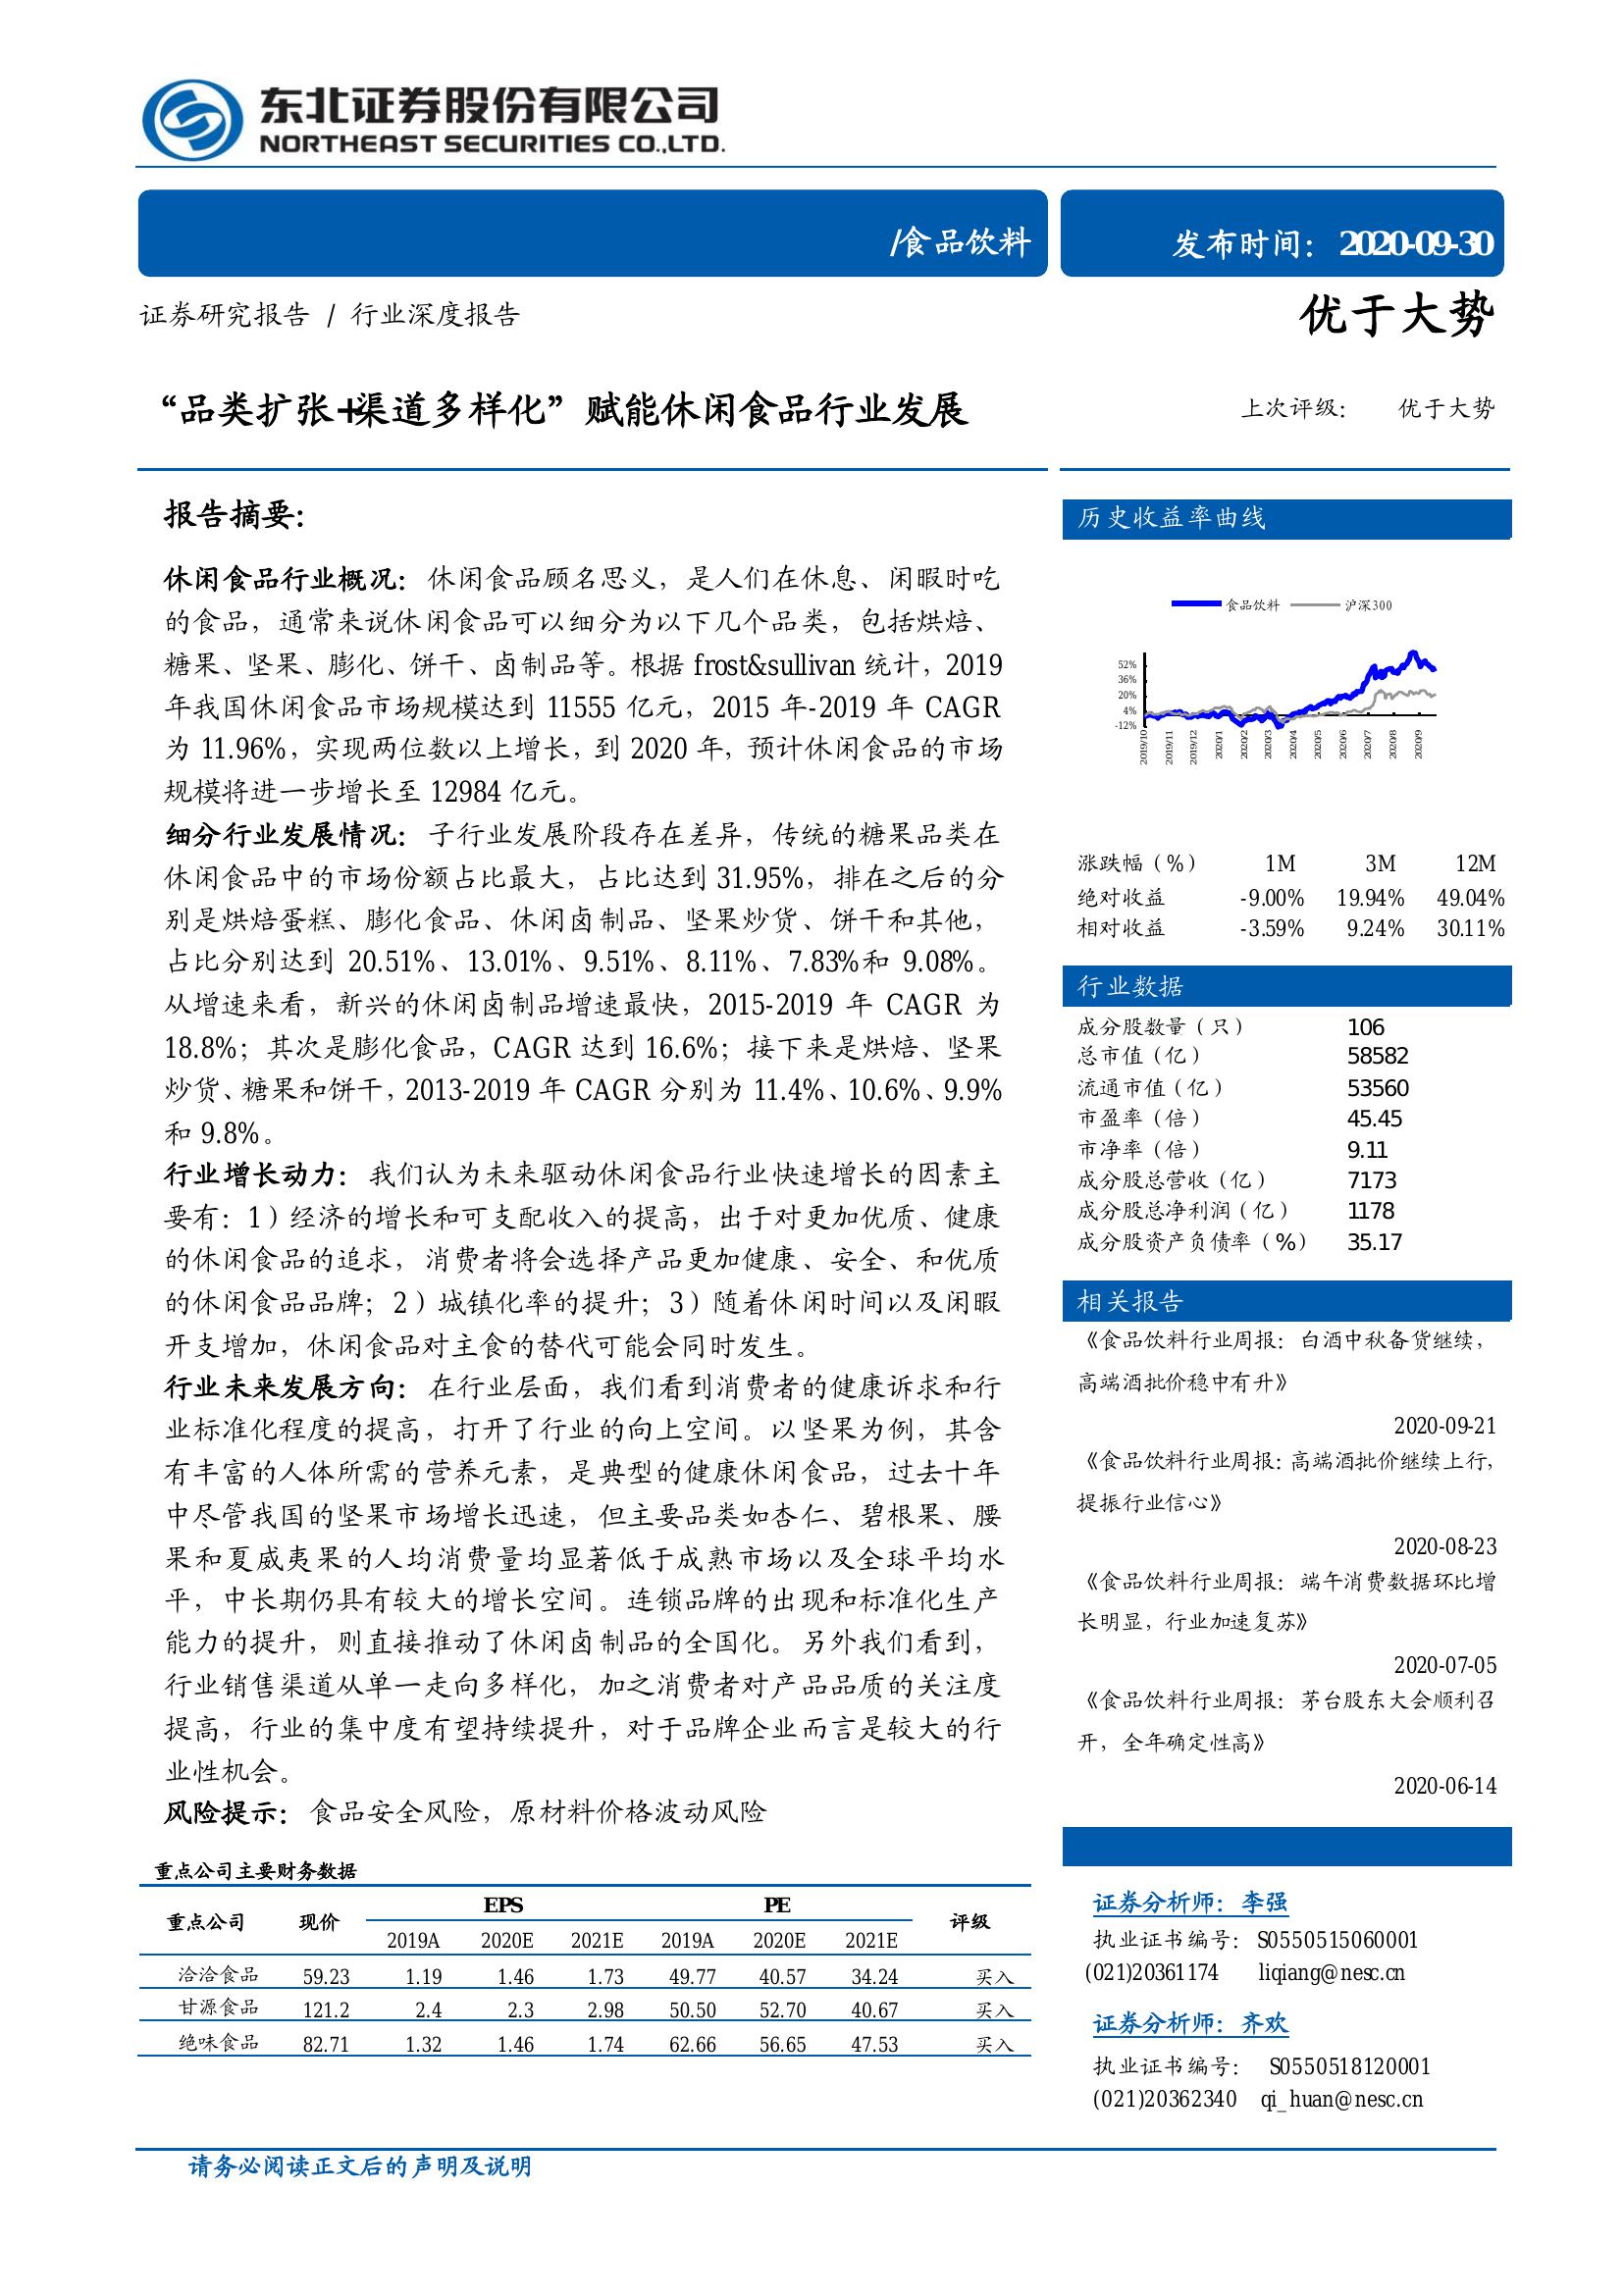 东北证券股份有限公司
NORTHEAST SECURITIES CO.,LTD.
/食品饮料
发布时间：2020-09-30
证券研究报告 / 行业深度报告
优于大势
“品类扩张+渠道多样化”赋能休闲食品行业发展
上次评级： 优于大势
报告摘要：
休闲食品行业概况：休闲食品顾名思义，是人们在休息、闲暇时吃
的食品，通常来说休闲食品可以细分为以下几个品类，包括烘焙、
糖果、坚果、膨化、饼干、卤制品等。根据 frost&sullivan 统计，2019
年我国休闲食品市场规模达到 11555 亿元，2015 年-2019 年 CAGR
为 11.96%，实现两位数以上增长，到 2020 年，预计休闲食品的市场
规模将进一步增长至 12984 亿元。
细分行业发展情况：子行业发展阶段存在差异，传统的糖果品类在
休闲食品中的市场份额占比最大，占比达到 31.95%，排在之后的分
别是烘焙蛋糕、膨化食品、休闲卤制品、坚果炒货、饼干和其他，
占比分别达到 20.51%、13.01%、9.51%、8.11%、7.83%和 9.08%。
从增速来看，新兴的休闲卤制品增速最快，2015-2019 年 CAGR 为
18.8%；其次是膨化食品，CAGR 达到 16.6%；接下来是烘焙、坚果
炒货、糖果和饼干，2013-2019 年 CAGR 分别为 11.4%、10.6%、9.9%
和 9.8%。
行业增长动力：我们认为未来驱动休闲食品行业快速增长的因素主
要有：1）经济的增长和可支配收入的提高，出于对更加优质、健康
的休闲食品的追求，消费者将会选择产品更加健康、安全、和优质
的休闲食品品牌；2）城镇化率的提升；3）随着休闲时间以及闲暇
开支增加，休闲食品对主食的替代可能会同时发生。
行业未来发展方向：在行业层面，我们看到消费者的健康诉求和行
业标准化程度的提高，打开了行业的向上空间。以坚果为例，其含
有丰富的人体所需的营养元素，是典型的健康休闲食品，过去十年
中尽管我国的坚果市场增长迅速，但主要品类如杏仁、碧根果、腰
果和夏威夷果的人均消费量均显著低于成熟市场以及全球平均水
平，中长期仍具有较大的增长空间。连锁品牌的出现和标准化生产
能力的提升，则直接推动了休闲卤制品的全国化。另外我们看到，
行业销售渠道从单一走向多样化，加之消费者对产品品质的关注度
提高，行业的集中度有望持续提升，对于品牌企业而言是较大的行
业性机会。
风险提示：食品安全风险，原材料价格波动风险
重点公司主要财务数据
重点公司 现价 EPS PE 评级
2019A 2020E 2021E 2019A 2020E 2021E
洽洽食品 59.23 1.19 1.46 1.73 49.77 40.57 34.24 买入
甘源食品 121.2 2.4 2.3 2.98 50.50 52.70 40.67 买入
绝味食品 82.71 1.32 1.46 1.74 62.66 56.65 47.53 买入
历史收益率曲线
食品饮料 沪深300
52%
36%
20%
4%
-12%
2019/10 2019/11 2019/12 2020/1 2020/2 2020/3 2020/4 2020/5 2020/6 2020/7 2020/8 2020/9
涨跌幅（%） 1M 3M 12M
绝对收益 -9.00% 19.94% 49.04%
相对收益 -3.59% 9.24% 30.11%
行业数据
成分股数量（只） 106
总市值（亿） 58582
流通市值（亿） 53560
市盈率（倍） 45.45
市净率（倍） 9.11
成分股总营收（亿） 7173
成分股总净利润（亿） 1178
成分股资产负债率（%） 35.17
相关报告
《食品饮料行业周报：白酒中秋备货继续，
高端酒批价稳中有升》
2020-09-21
《食品饮料行业周报：高端酒批价继续上行，
提振行业信心》
2020-08-23
《食品饮料行业周报：端午消费数据环比增
长明显，行业加速复苏》
2020-07-05
《食品饮料行业周报：茅台股东大会顺利召
开，全年确定性高》
2020-06-14
证券分析师：李强
执业证书编号：S0550515060001
(021)20361174 liqiang@nesc.cn
证券分析师：齐欢
执业证书编号： S0550518120001
(021)20362340 qi_huan@nesc.cn
请务必阅读正文后的声明及说明